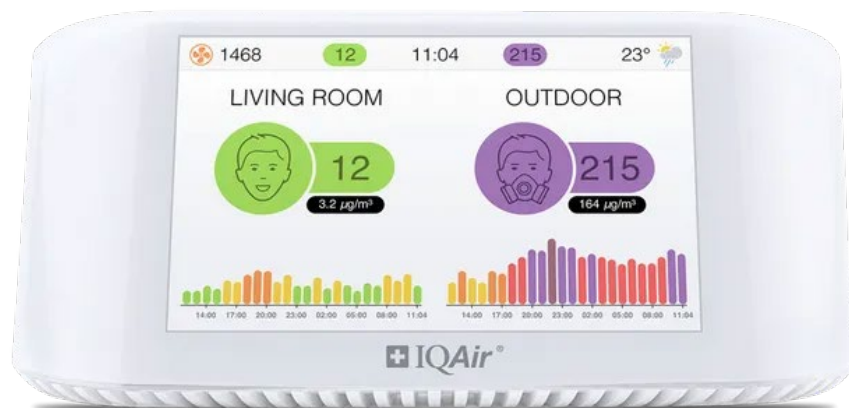 1468 12 11:04 215 23°
LIVING ROOM OUTDOOR
12 215
3.2 µg/m³ 164 µg/m³
14:00 17:00 20:00 23:00 02:00 05:00 08:00 11:04 14:00 17:00 20:00 23:00 02:00 05:00 08:00 11:04
IQAir®